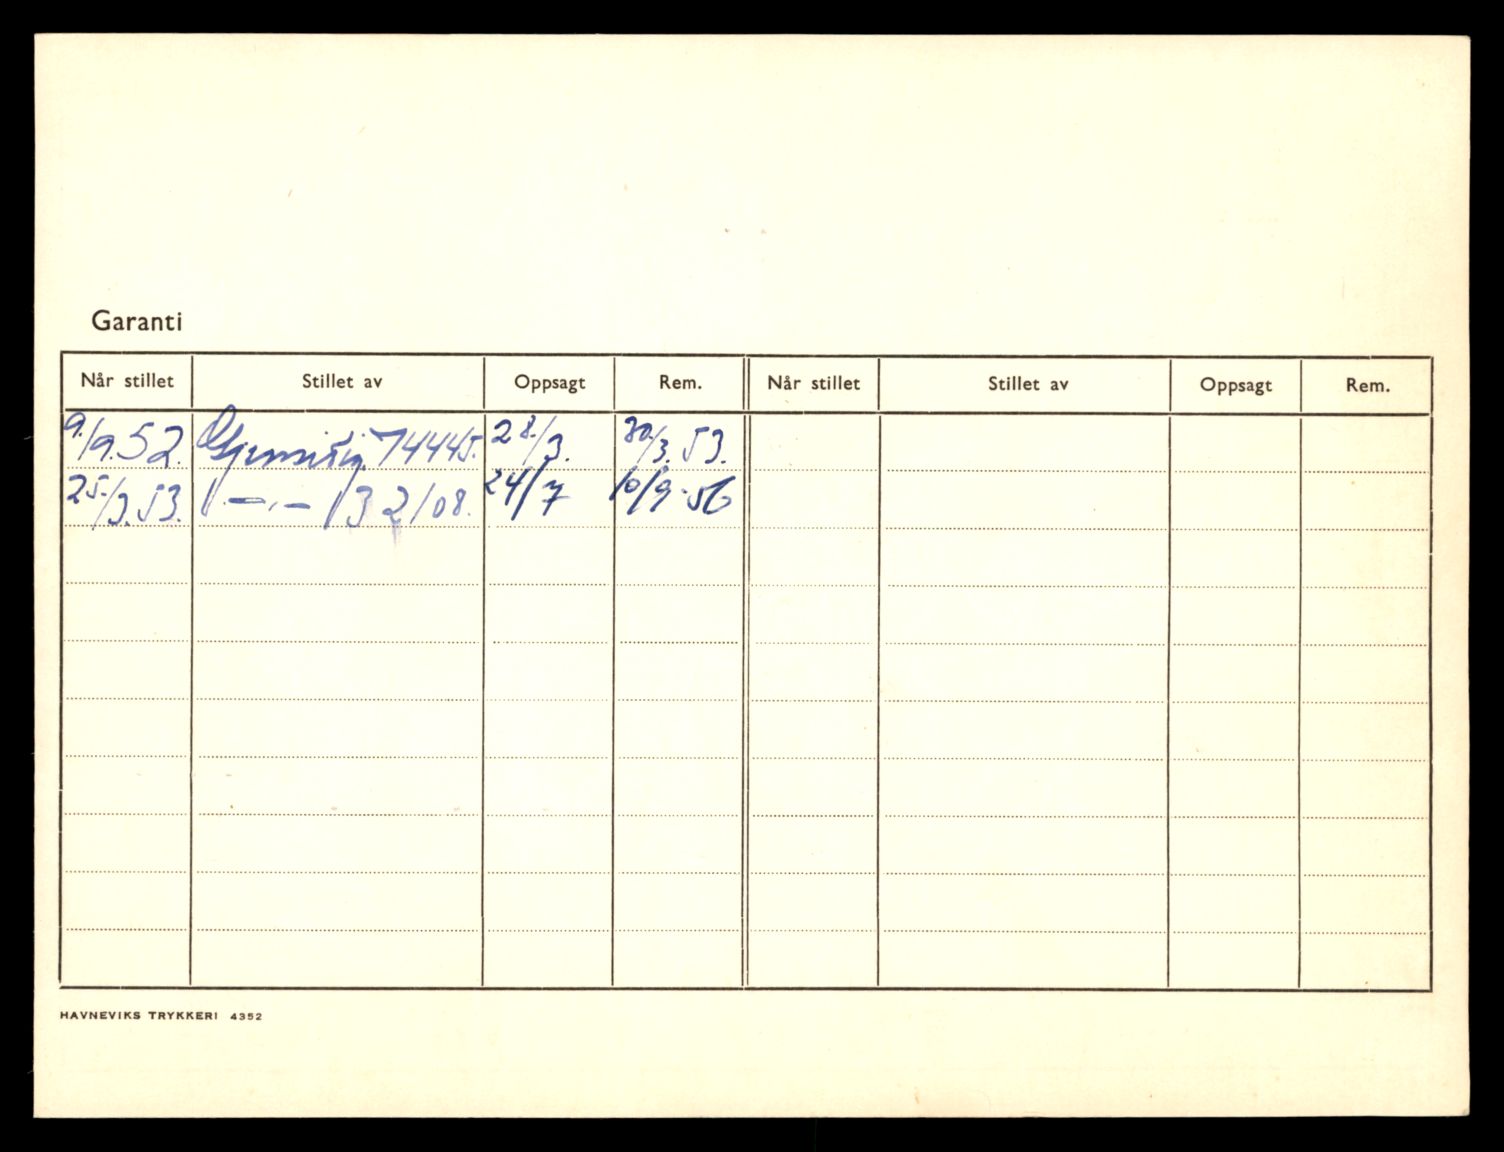 Garanti
Når stillet Stillet av Oppsagt Rem. Når stillet Stillet av Oppsagt Rem.
9./9.52. 74445. 28./3. 30./3.53.
25./3.53. — " — 132108. 24/7 10/9-56
HAVNEVIKS TRYKKERI 4352